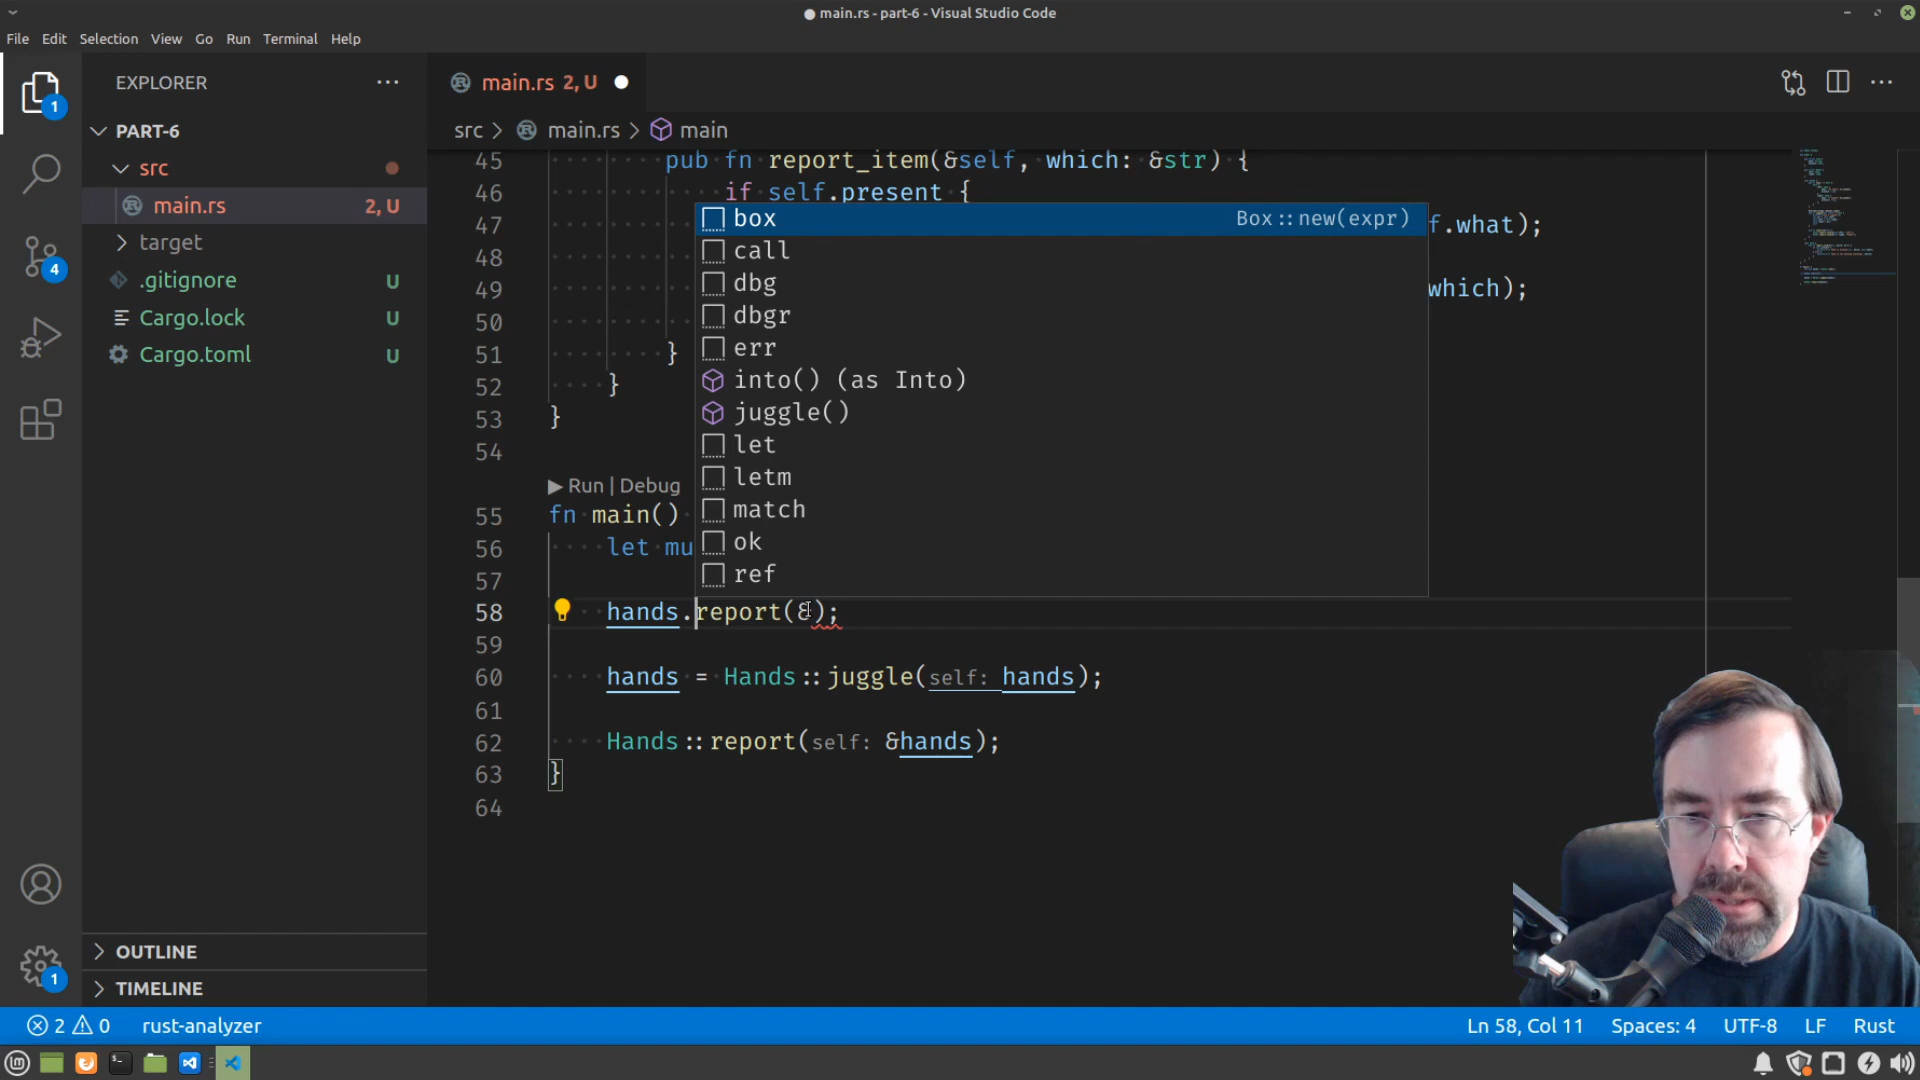 main.rs - part-6 - Visual Studio Code
File Edit Selection View Go Run Terminal Help
EXPLORER
1
PART-6
src
main.rs 2, U
target
.gitignore U
4
Cargo.lock U
Cargo.toml U
OUTLINE
1
TIMELINE
main.rs 2, U
src > main.rs > main
45 pub fn report_item(&self, which: &str) {
46 if self.present {
47 f.what);
48
49 which);
50
51 }
52 }
53 }
54
Run | Debug
55 fn main()
56 let mu
57
58 hands.report(&);
59
60 hands = Hands::juggle(self: hands);
61
62 Hands::report(self: &hands);
63 }
64
box Box::new(expr)
call
dbg
dbgr
err
into() (as Into)
juggle()
let
letm
match
ok
ref
2 0 rust-analyzer Ln 58, Col 11 Spaces: 4 UTF-8 LF Rust